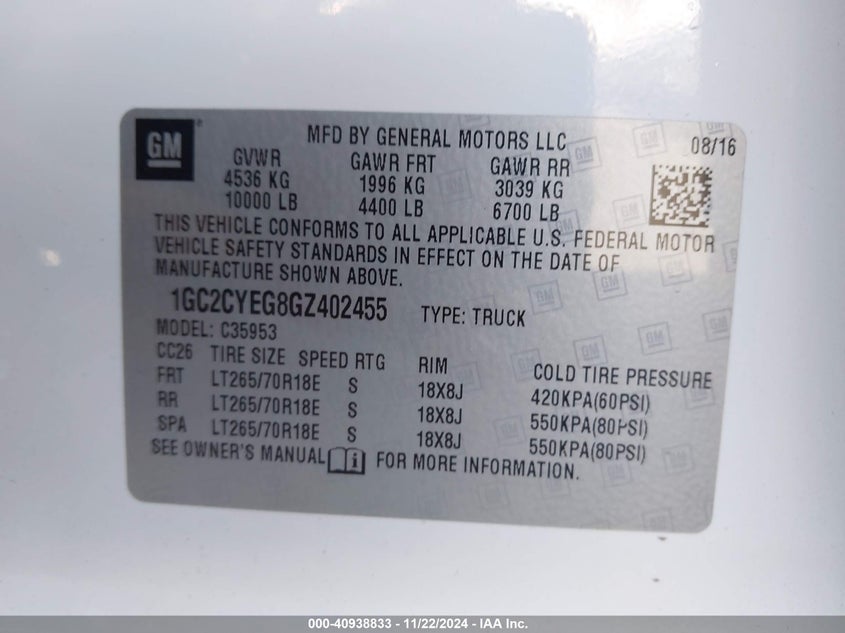 GM
MFD BY GENERAL MOTORS LLC
08/16
GVWR GAWR FRT GAWR RR
4536 KG 1996 KG 3039 KG
10000 LB 4400 LB 6700 LB
THIS VEHICLE CONFORMS TO ALL APPLICABLE U.S. FEDERAL MOTOR
VEHICLE SAFETY STANDARDS IN EFFECT ON THE DATE OF
MANUFACTURE SHOWN ABOVE.
1GC2CYEG8GZ402455 TYPE: TRUCK
MODEL: C35953
CC26 TIRE SIZE SPEED RTG RIM COLD TIRE PRESSURE
FRT LT265/70R18E S 18X8J 420KPA(60PSI)
RR LT265/70R18E S 18X8J 550KPA(80PSI)
SPA LT265/70R18E S 18X8J 550KPA(80PSI)
SEE OWNER'S MANUAL FOR MORE INFORMATION.
000-40938833 - 11/22/2024 - IAA Inc.